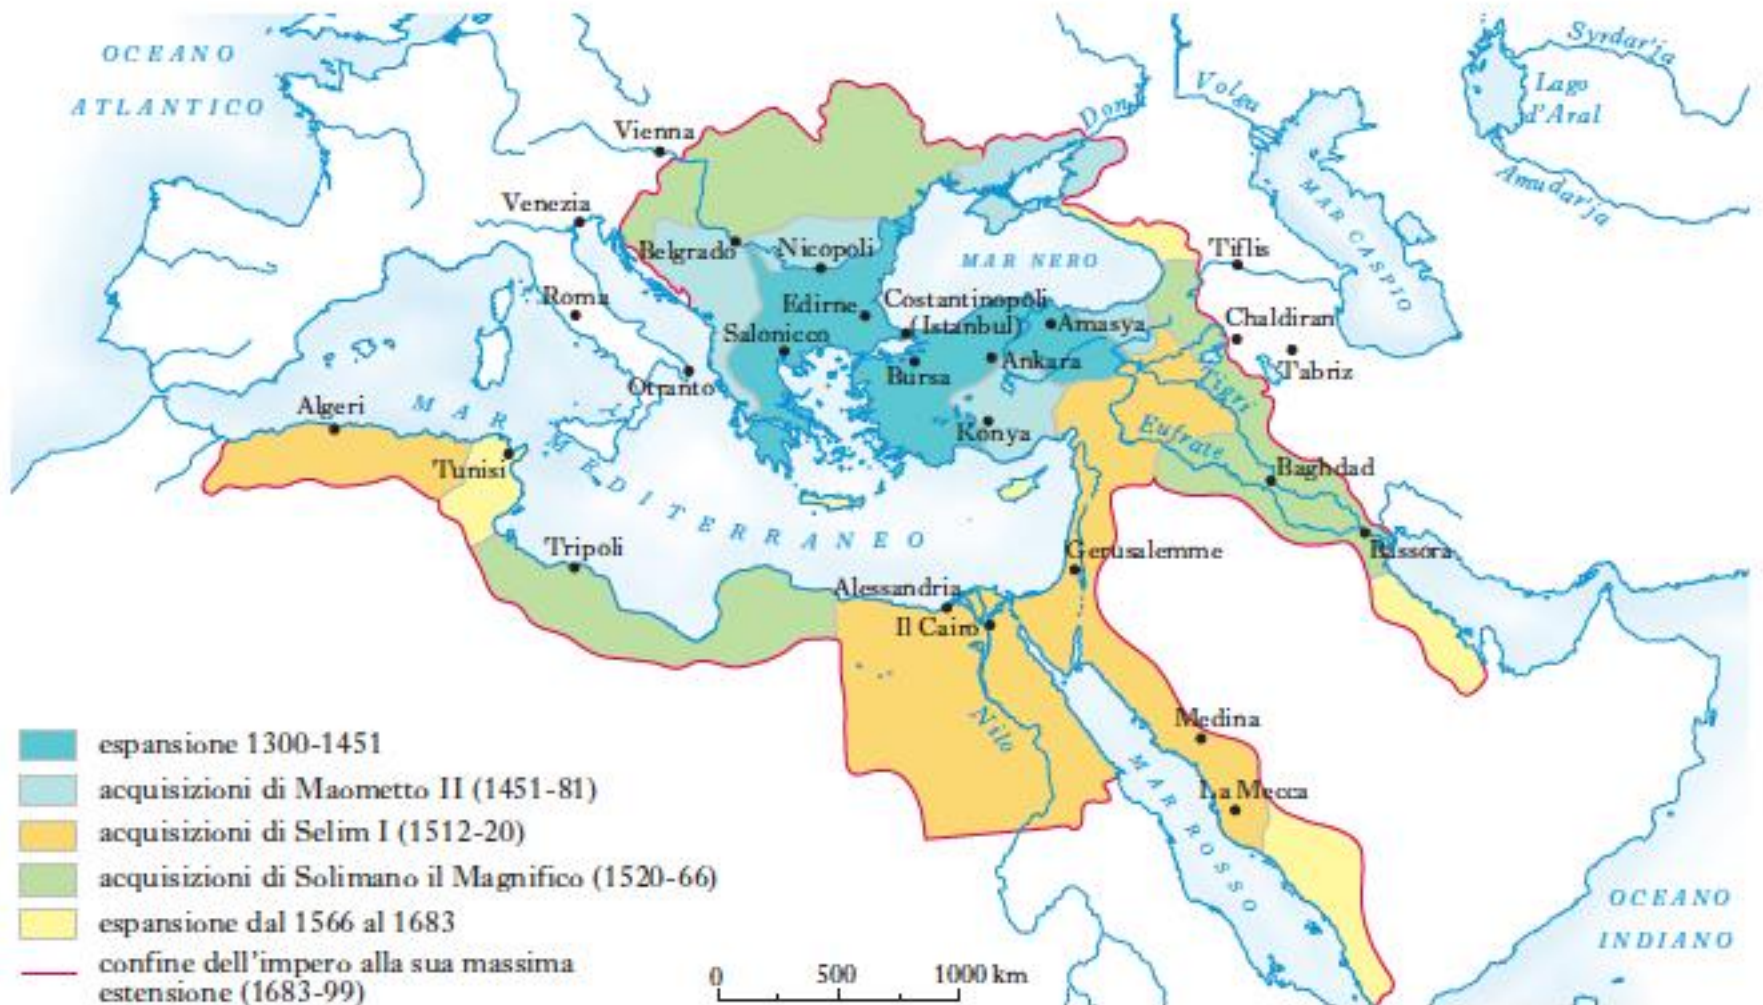 OCEANO
ATLANTICO
Vienna
Don
Volga
Syrdar'ja
Lago
d'Aral
Amudar'ja
MAR CASPIO
Venezia
Belgrado
Nicopoli
MAR NERO
Tiflis
Roma
Edirne
Costantinopoli
(Istanbul)
Amasya
Chaldiran
Salonicco
Bursa
Ankara
Tabriz
Otranto
Tigri
Algeri
MAR MEDITERRANEO
Konya
Eufrate
Tunisi
Baghdad
Tripoli
Gerusalemme
Bassora
Alessandria
Il Cairo
Nilo
Medina
MAR ROSSO
La Mecca
OCEANO
INDIANO
espansione 1300-1451
acquisizioni di Maometto II (1451-81)
acquisizioni di Selim I (1512-20)
acquisizioni di Solimano il Magnifico (1520-66)
espansione dal 1566 al 1683
confine dell'impero alla sua massima
estensione (1683-99)
0 500 1000 km